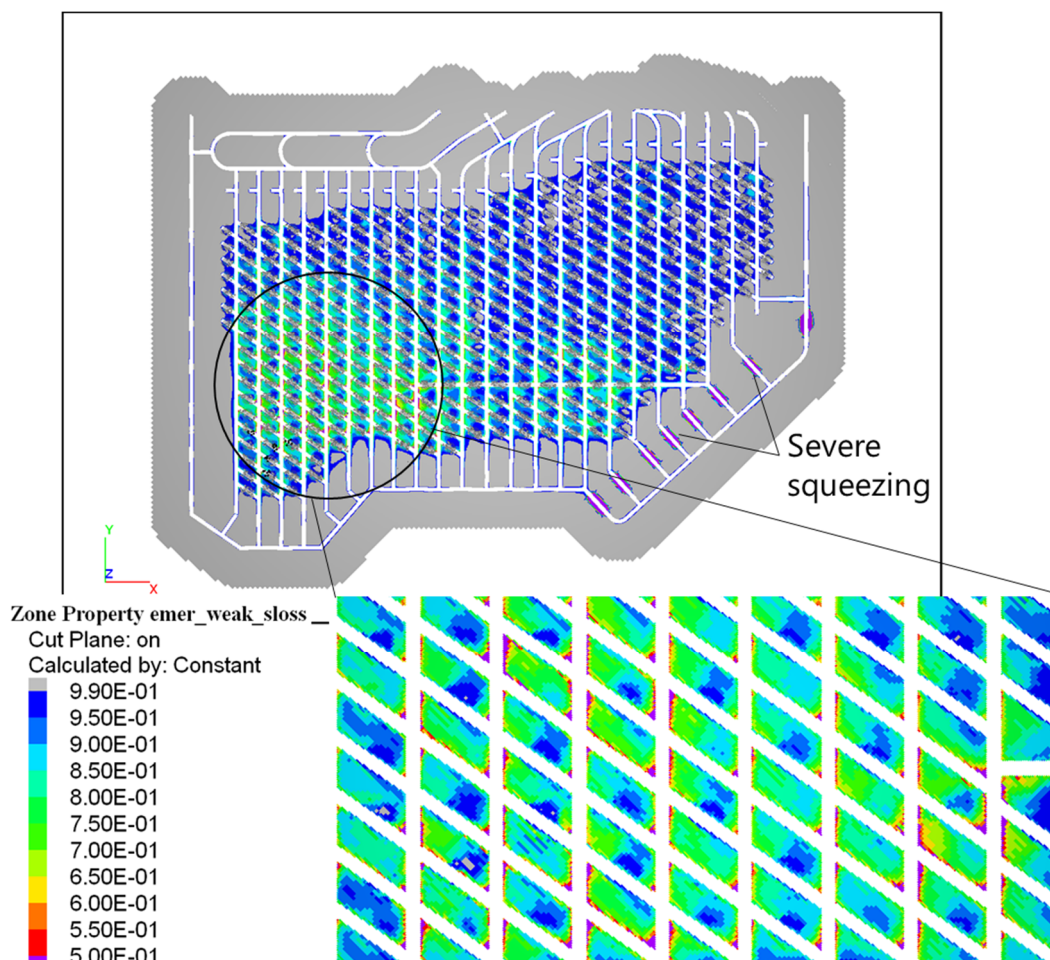 Severe
squeezing
Y
Z
X
Zone Property emer_weak_sloss _
Cut Plane: on
Calculated by: Constant
9.90E-01
9.50E-01
9.00E-01
8.50E-01
8.00E-01
7.50E-01
7.00E-01
6.50E-01
6.00E-01
5.50E-01
5.00E-01